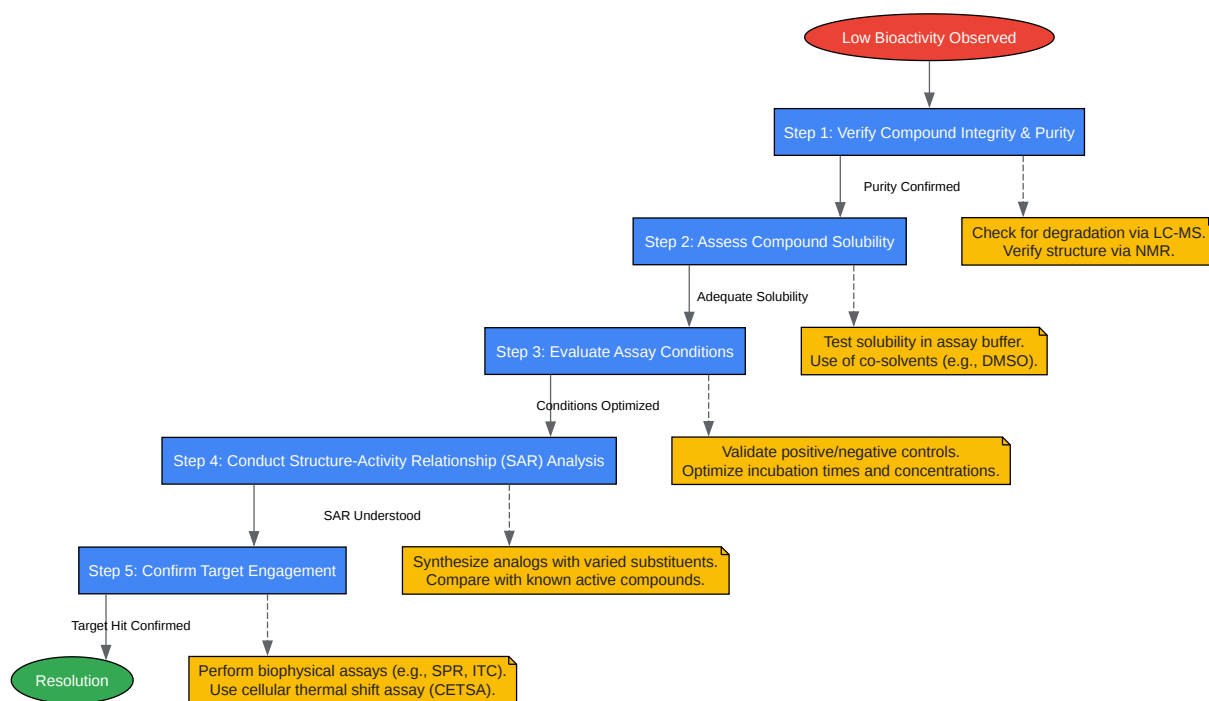 Low Bioactivity Observed
Step 1: Verify Compound Integrity & Purity
Purity Confirmed
Step 2: Assess Compound Solubility
Check for degradation via LC-MS.
Verify structure via NMR.
Adequate Solubility
Step 3: Evaluate Assay Conditions
Test solubility in assay buffer.
Use of co-solvents (e.g., DMSO).
Conditions Optimized
Step 4: Conduct Structure-Activity Relationship (SAR) Analysis
Validate positive/negative controls.
Optimize incubation times and concentrations.
SAR Understood
Step 5: Confirm Target Engagement
Synthesize analogs with varied substituents.
Compare with known active compounds.
Target Hit Confirmed
Resolution
Perform biophysical assays (e.g., SPR, ITC).
Use cellular thermal shift assay (CETSA).